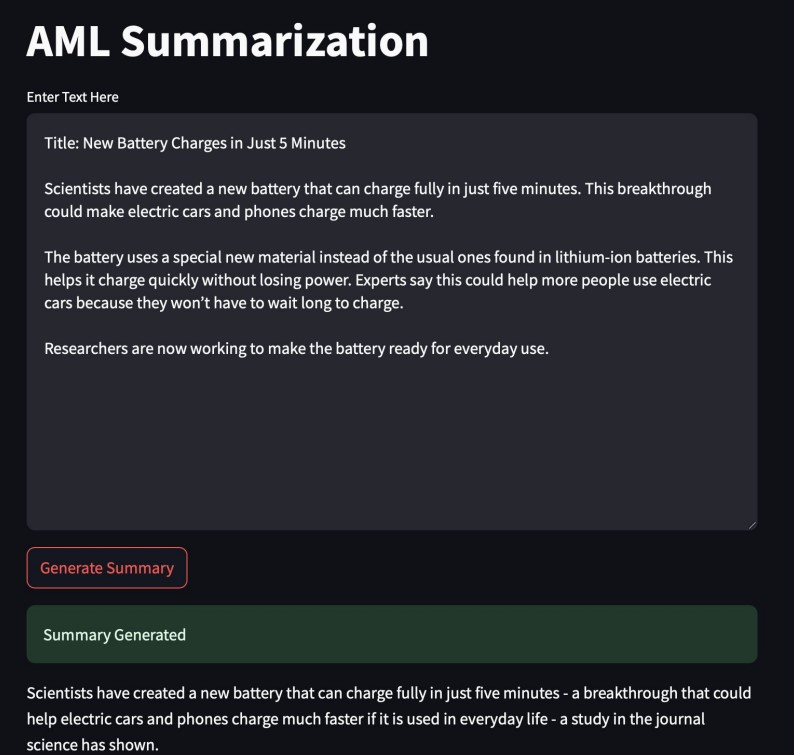 AML Summarization
Enter Text Here
Title: New Battery Charges in Just 5 Minutes
Scientists have created a new battery that can charge fully in just five minutes. This breakthrough
could make electric cars and phones charge much faster.
The battery uses a special new material instead of the usual ones found in lithium-ion batteries. This
helps it charge quickly without losing power. Experts say this could help more people use electric
cars because they won’t have to wait long to charge.
Researchers are now working to make the battery ready for everyday use.
Generate Summary
Summary Generated
Scientists have created a new battery that can charge fully in just five minutes - a breakthrough that could
help electric cars and phones charge much faster if it is used in everyday life - a study in the journal
science has shown.